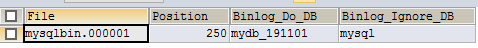 File Position Binlog_Do_DB Binlog_Ignore_DB
mysqlbin.000001 250 mydb_191101 mysql